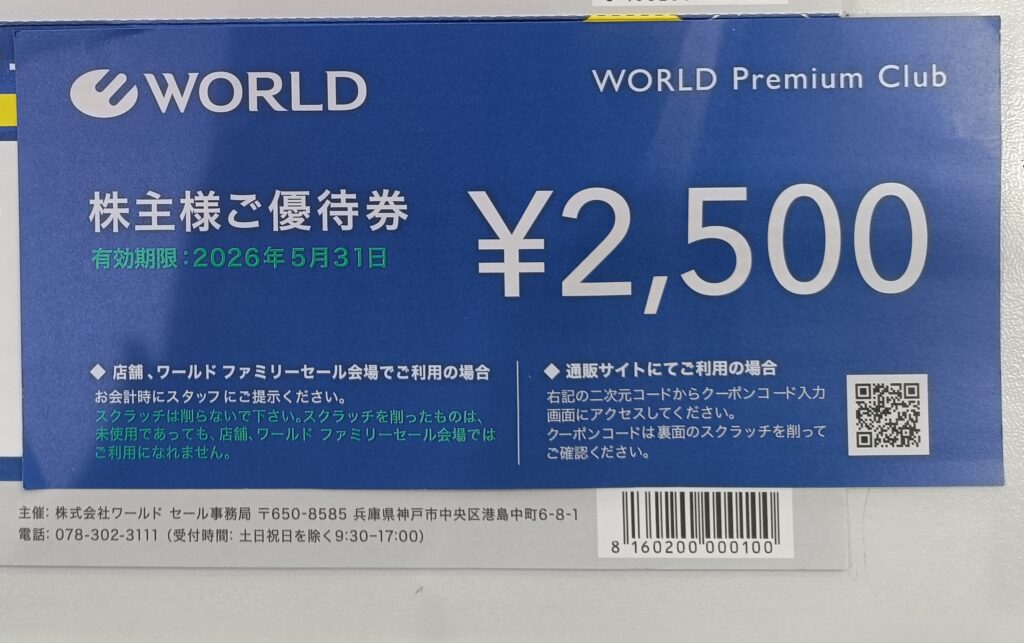 WORLD
WORLD Premium Club
株主様ご優待券
¥2,500
有効期限:2026年5月31日
◆ 店舗、ワールド ファミリーセール会場でご利用の場合
お会計時にスタッフにご提示ください。
スクラッチは削らないで下さい。スクラッチを削ったものは、
未使用であっても、店舗、ワールド ファミリーセール会場では
ご利用になれません。
◆ 通販サイトにてご利用の場合
右記の二次元コードからクーポンコード入力
画面にアクセスしてください。
クーポンコードは裏面のスクラッチを削って
ご確認ください。
主催: 株式会社ワールド セール事務局 〒650-8585 兵庫県神戸市中央区港島中町6-8-1
電話: 078-302-3111（受付時間: 土日祝日を除く9:30-17:00）
8 160200 000100